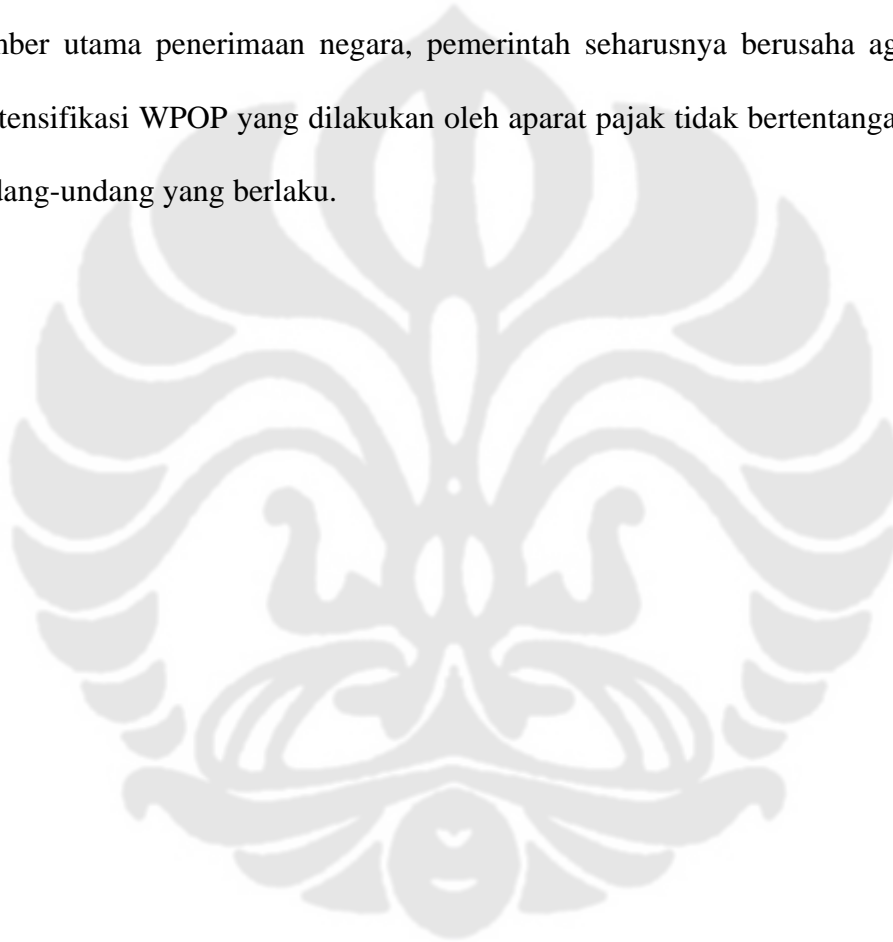 mber utama penerimaan negara, pemerintah seharusnya berusaha ag
tensifikasi WPOP yang dilakukan oleh aparat pajak tidak bertentanga
dang-undang yang berlaku.